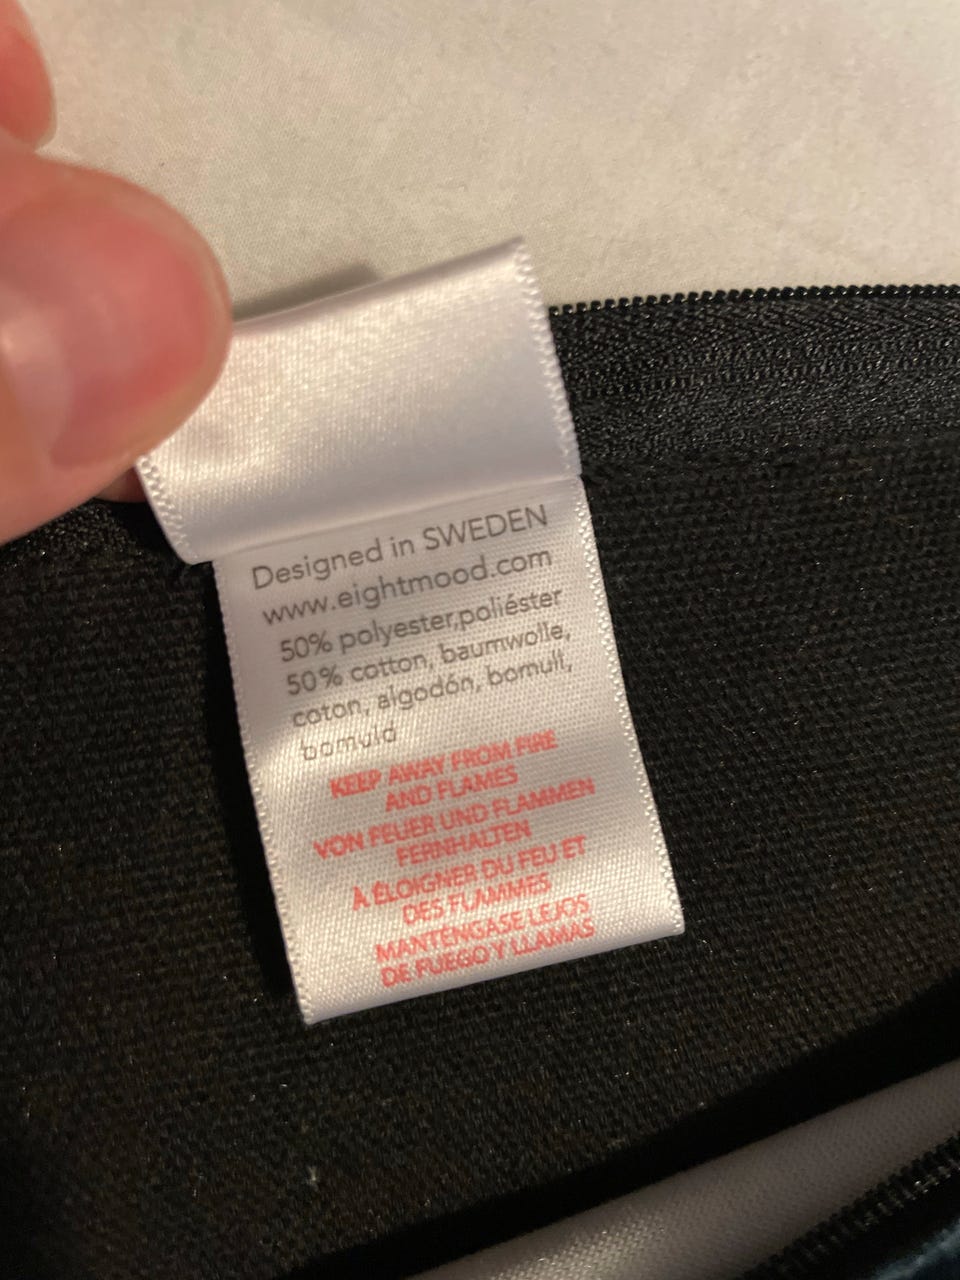 Designed in SWEDEN
www.eightmood.com
50% polyester,poliéster
50% cotton, baumwolle,
coton, algodón, bomull,
bomuld
KEEP AWAY FROM FIRE
AND FLAMES
VON FEUER UND FLAMMEN
FERNHALTEN
À ÉLOIGNER DU FEU ET
DES FLAMMES
MANTÉNGASE LEJOS
DE FUEGO Y LLAMAS